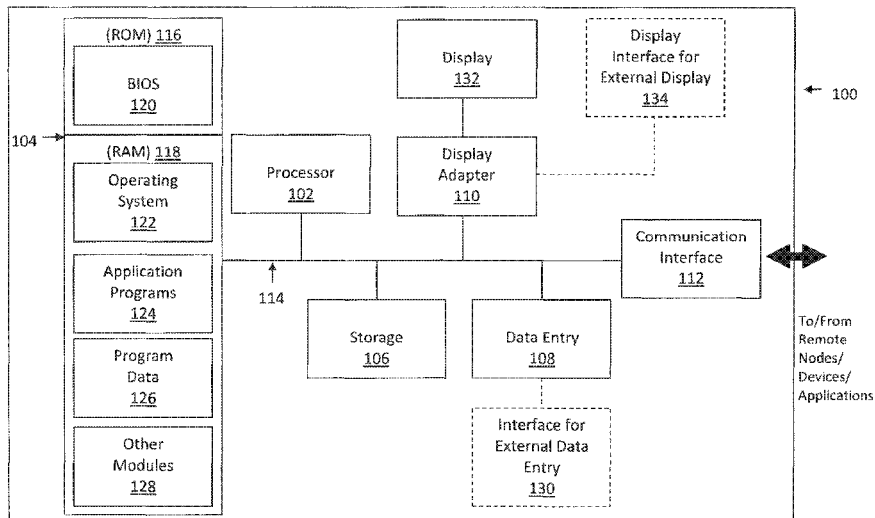 (ROM) 116
BIOS
120
104
(RAM) 118
Operating
System
122
Application
Programs
124
Program
Data
126
Other
Modules
128
Processor
102
Display
132
Display
Interface for
External Display
134
100
Display
Adapter
110
Communication
Interface
112
114
Storage
106
Data Entry
108
Interface for
External Data
Entry
130
To/From
Remote
Nodes/
Devices/
Applications